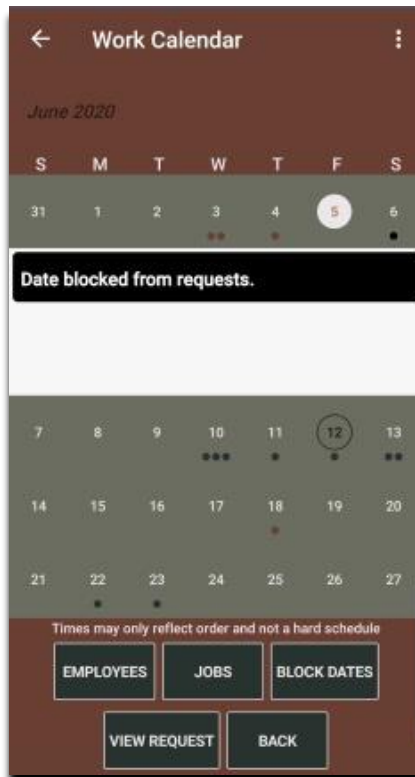 Work Calendar
June 2020
S M T W T F S
31 1 2 3 4 5 6
Date blocked from requests.
7 8 9 10 11 12 13
14 15 16 17 18 19 20
21 22 23 24 25 26 27
Times may only reflect order and not a hard schedule
EMPLOYEES JOBS BLOCK DATES
VIEW REQUEST BACK